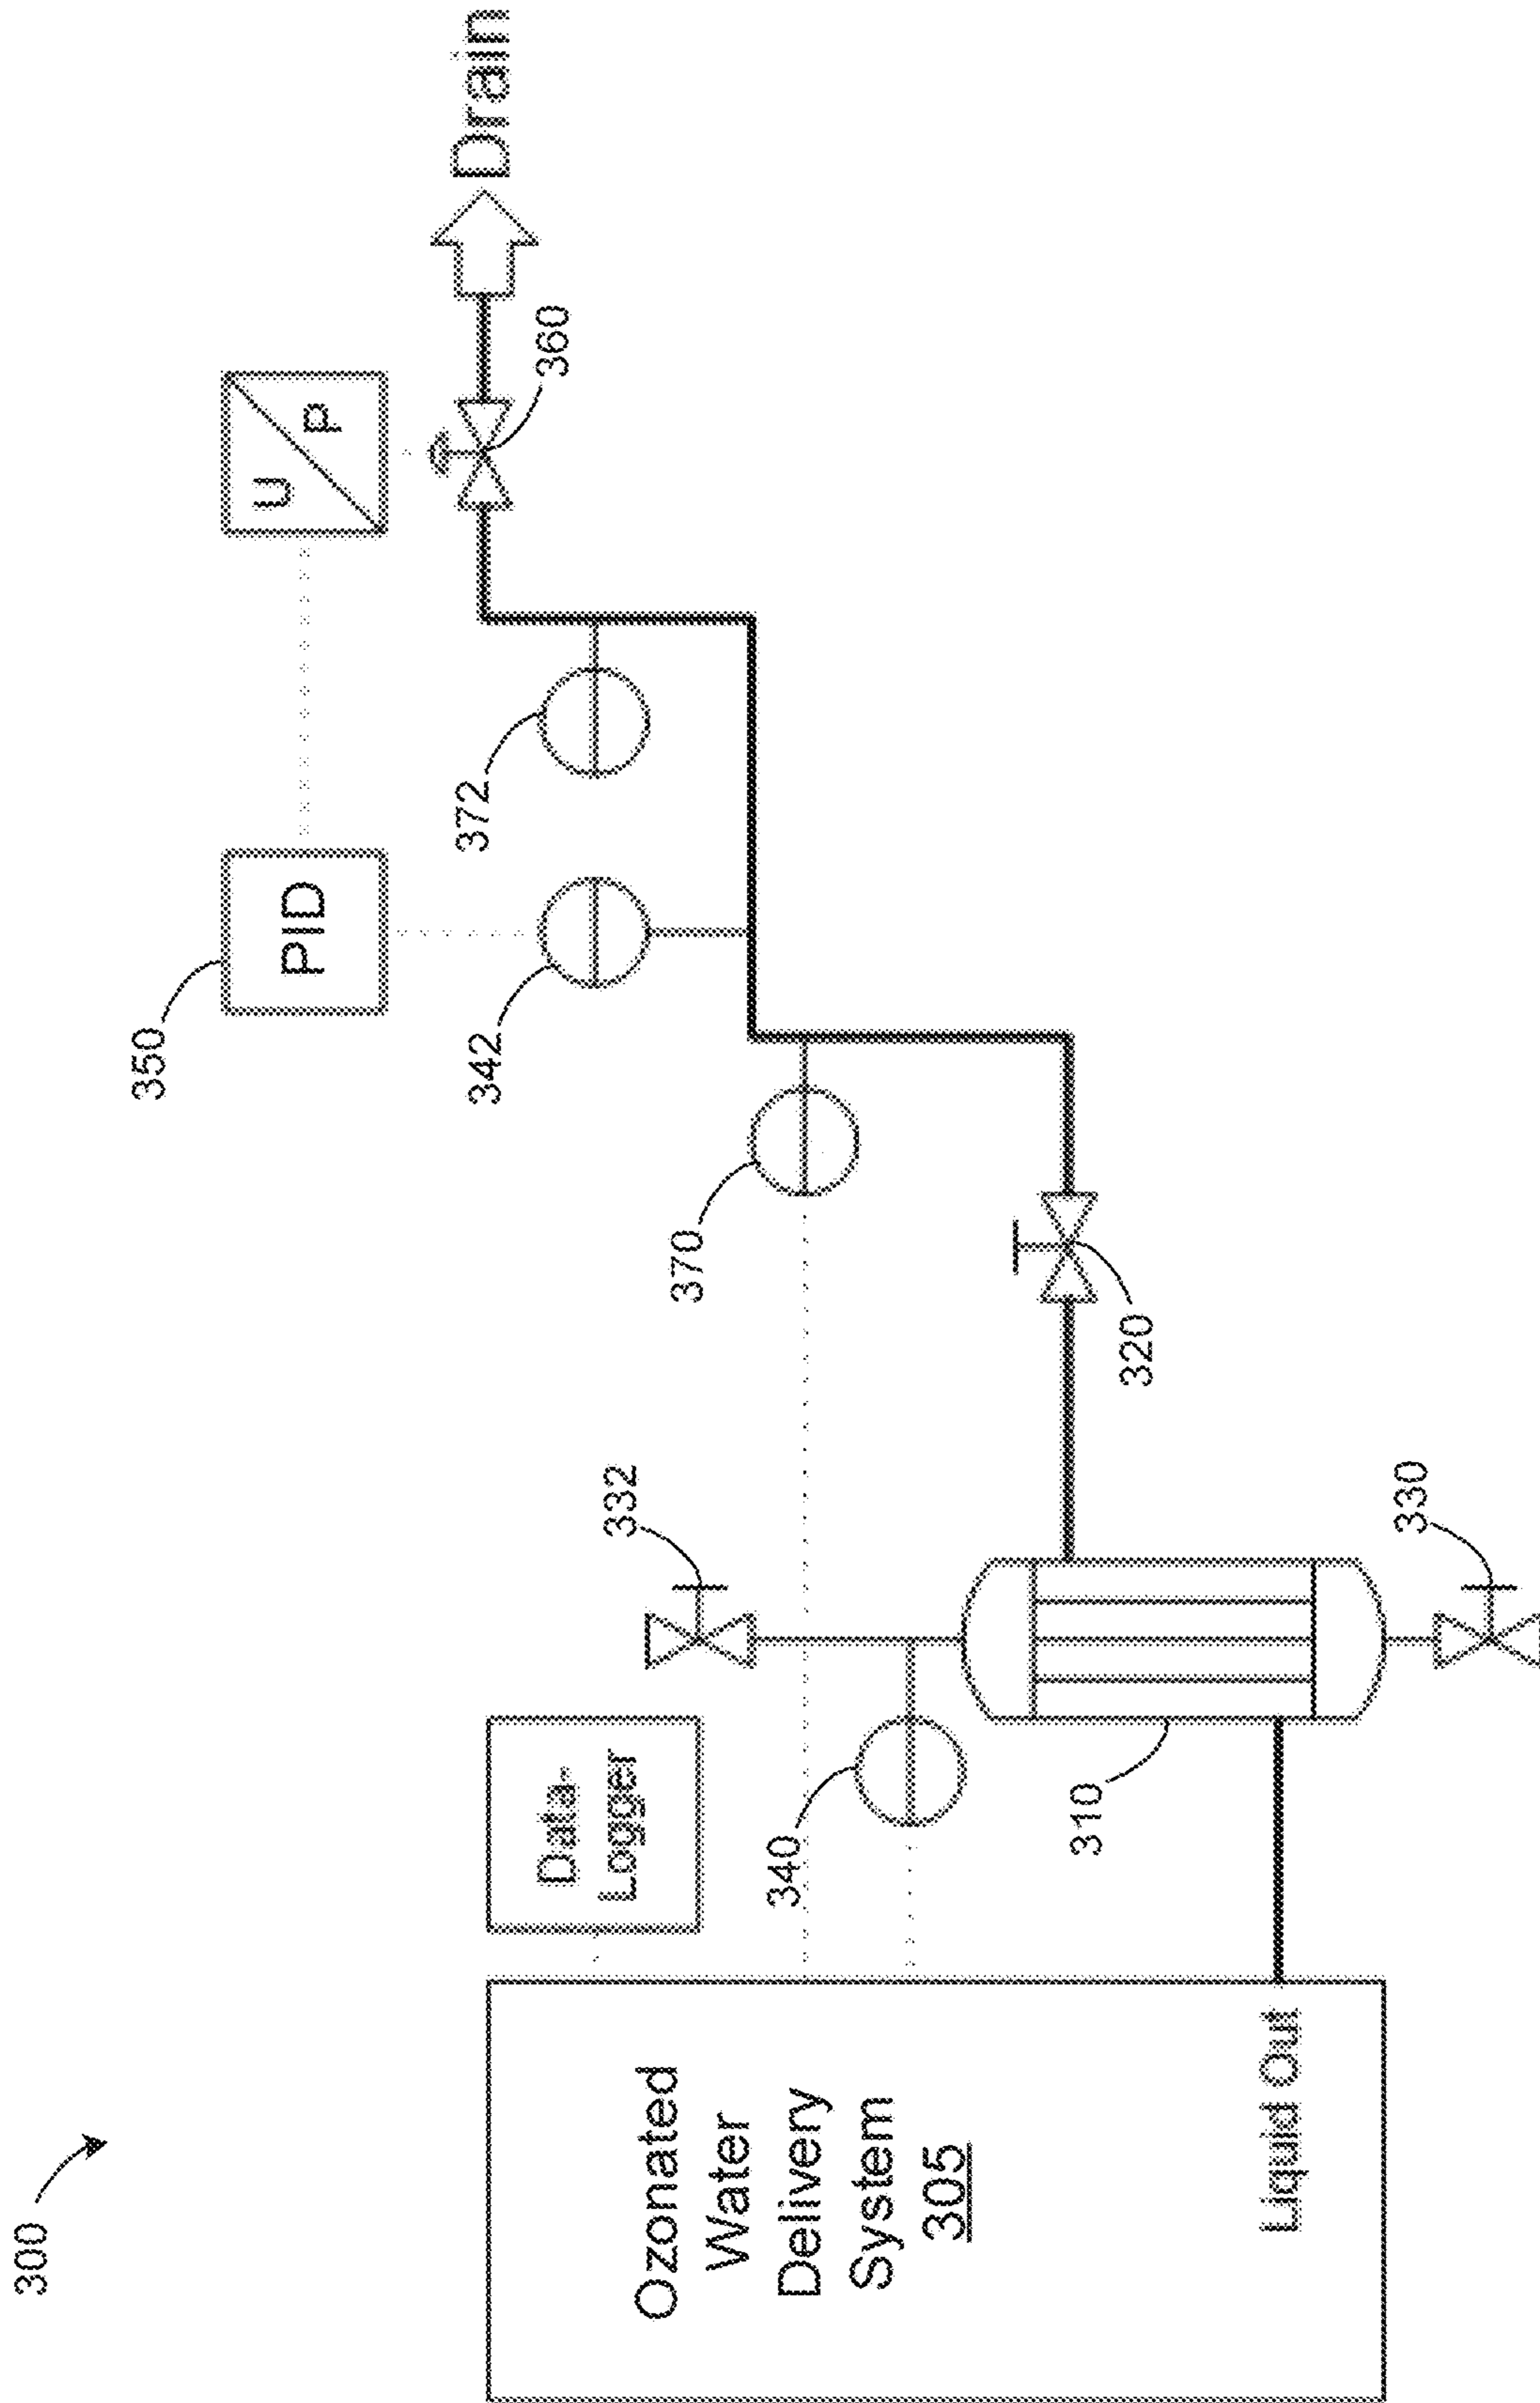 300
Ozonated
Water
Delivery
System
305
Liquid Out
Data-
Logger
340
310
332
330
320
370
342
350
PID
372
U
P
360
Drain